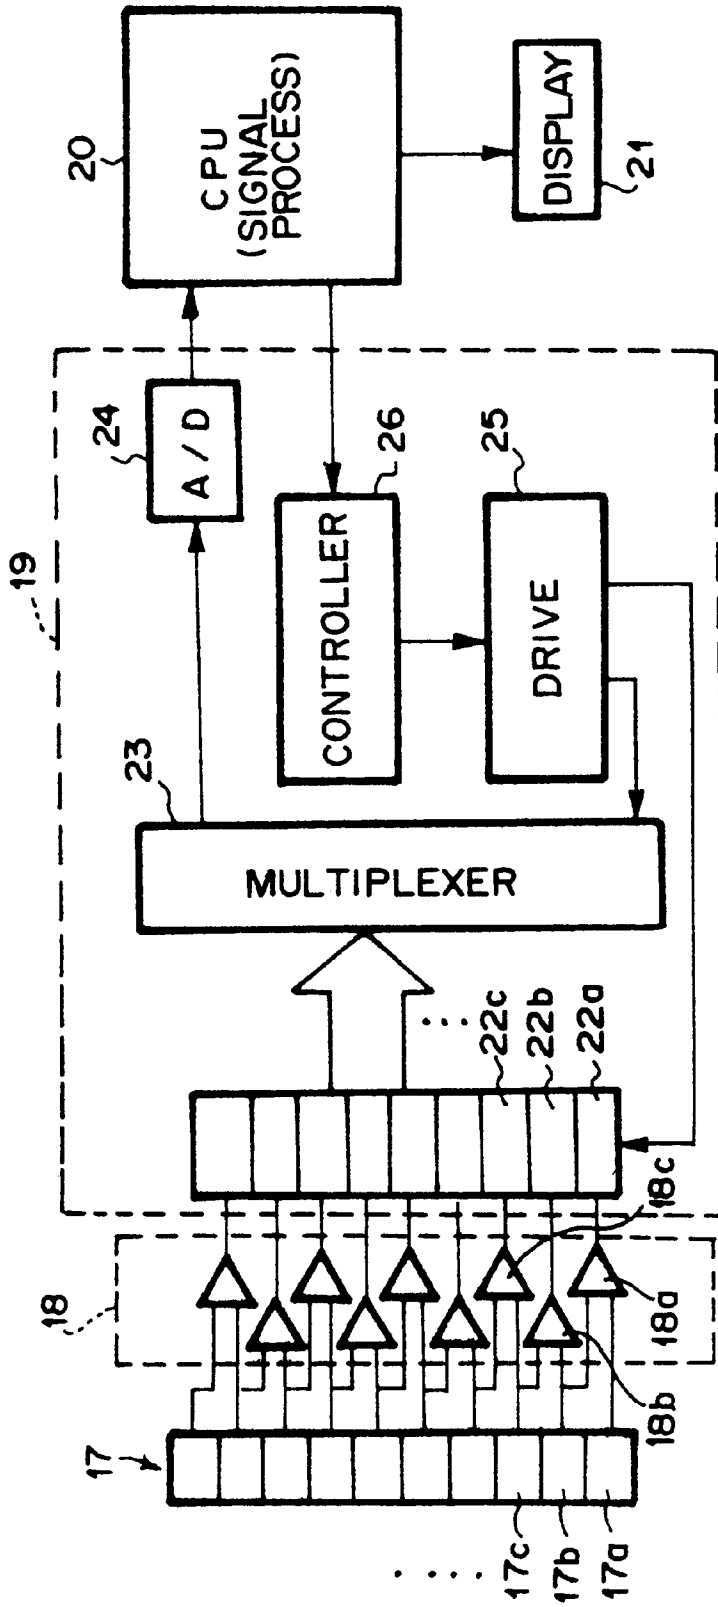 20
CPU
(SIGNAL
PROCESS)
DISPLAY
21
19
24
A/D
CONTROLLER
26
DRIVE
25
23
MULTIPLEXER
22c
22b
22a
18
18c
18a
18b
17
17c
17b
17a